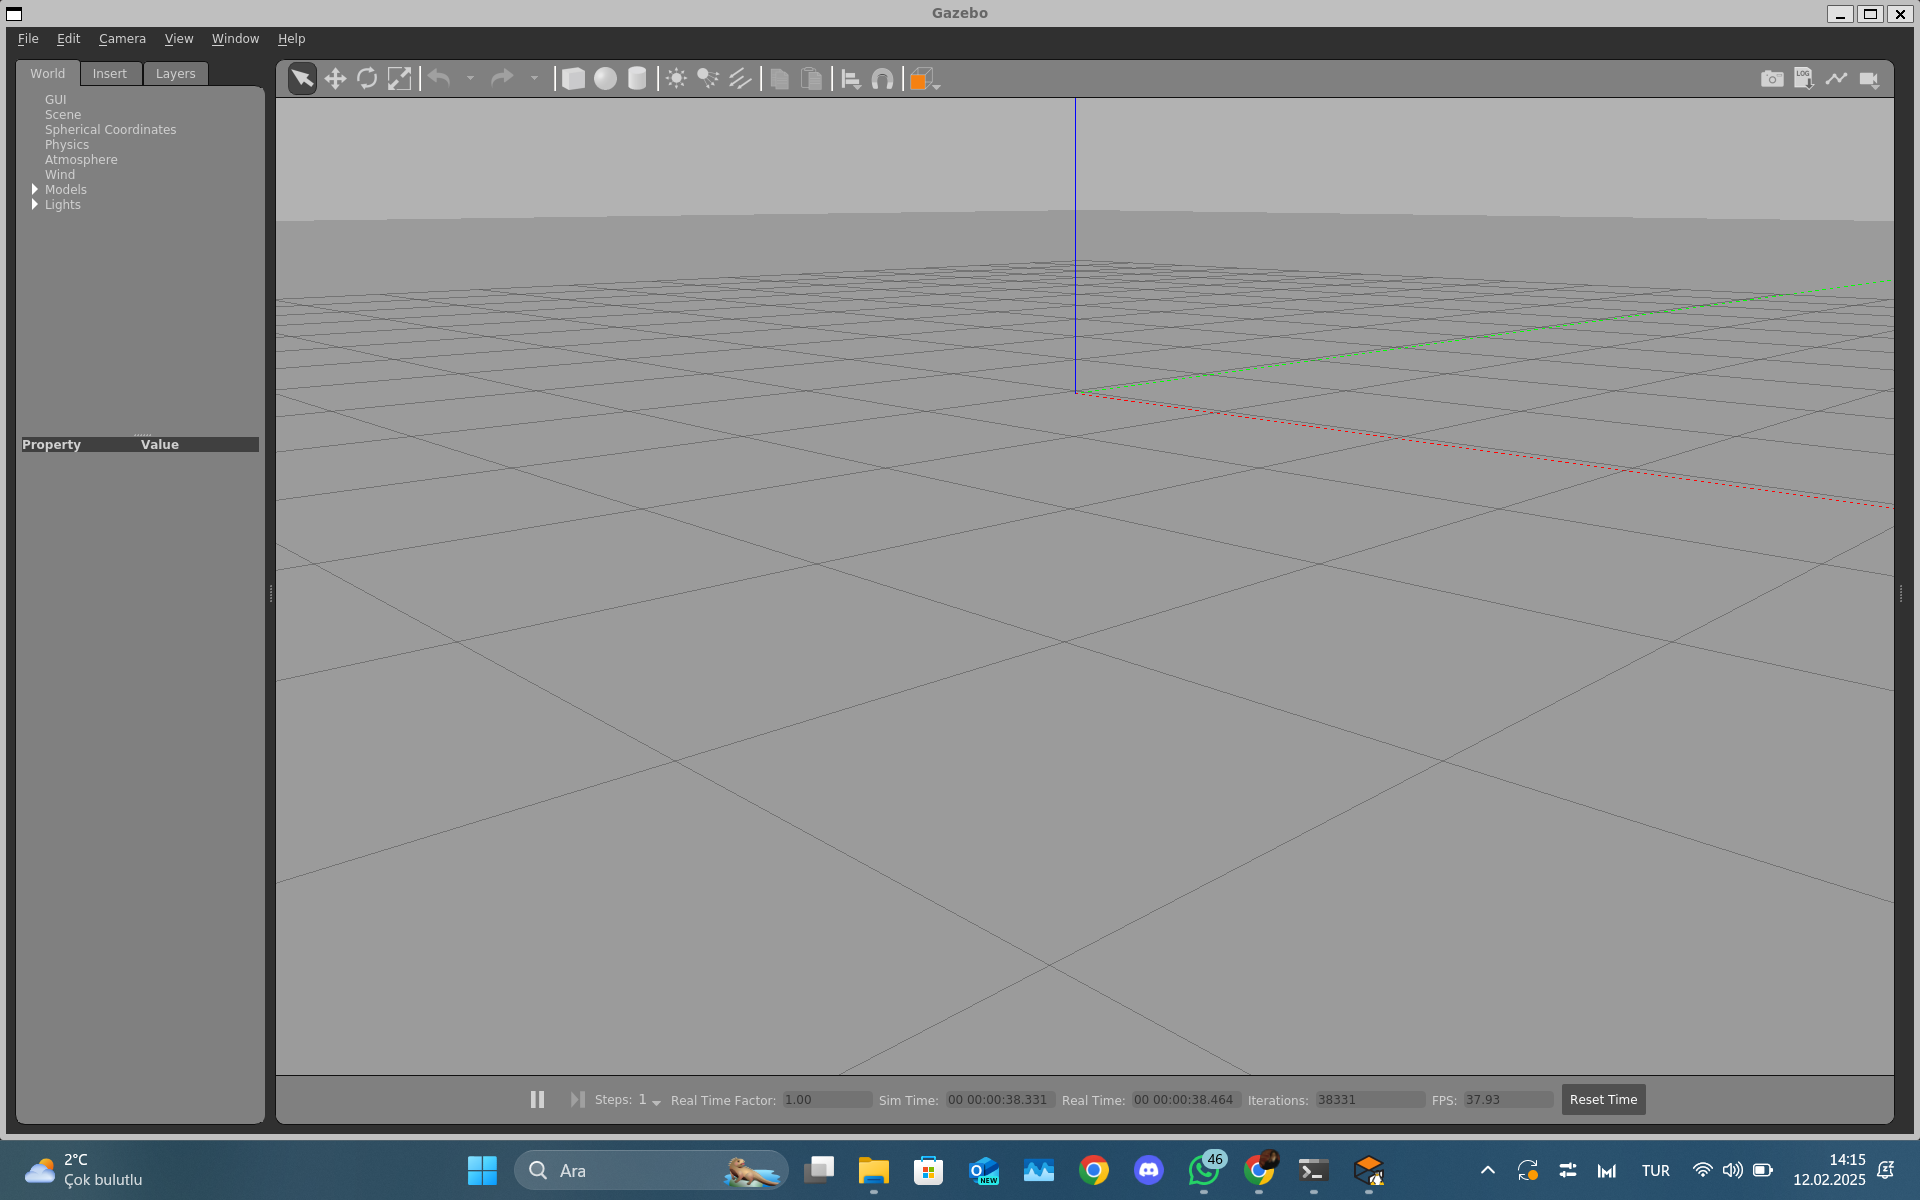 Gazebo
File Edit Camera View Window Help
World Insert Layers
GUI
Scene
Spherical Coordinates
Physics
Atmosphere
Wind
Models
Lights
Property Value
LOG
Steps: 1 Real Time Factor: 1.00 Sim Time: 00 00:00:38.331 Real Time: 00 00:00:38.464 Iterations: 38331 FPS: 37.93 Reset Time
2°C
Çok bulutlu
Ara
NEW
46
TUR
14:15
12.02.2025